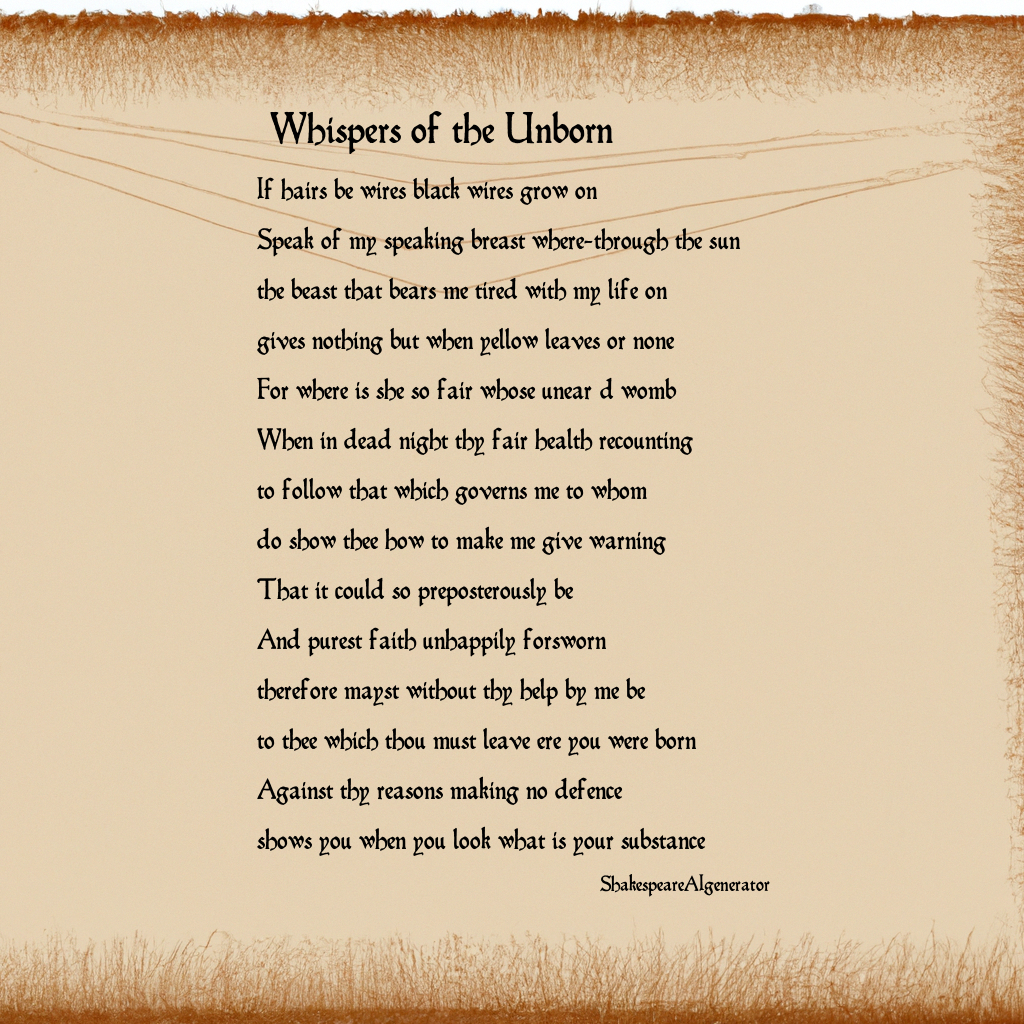 Whispers of the Unborn
If hairs be wires black wires grow on
Speak of my speaking breast where-through the sun
the beast that bears me tired with my life on
gives nothing but when yellow leaves or none
For where is she so fair whose unear d womb
When in dead night thy fair health recounting
to follow that which governs me to whom
do show thee how to make me give warning
That it could so preposterously be
And purest faith unhappily forsworn
therefore mayst without thy help by me be
to thee which thou must leave ere you were born
Against thy reasons making no defence
shows you when you look what is your substance
ShakespeareAIgenerator